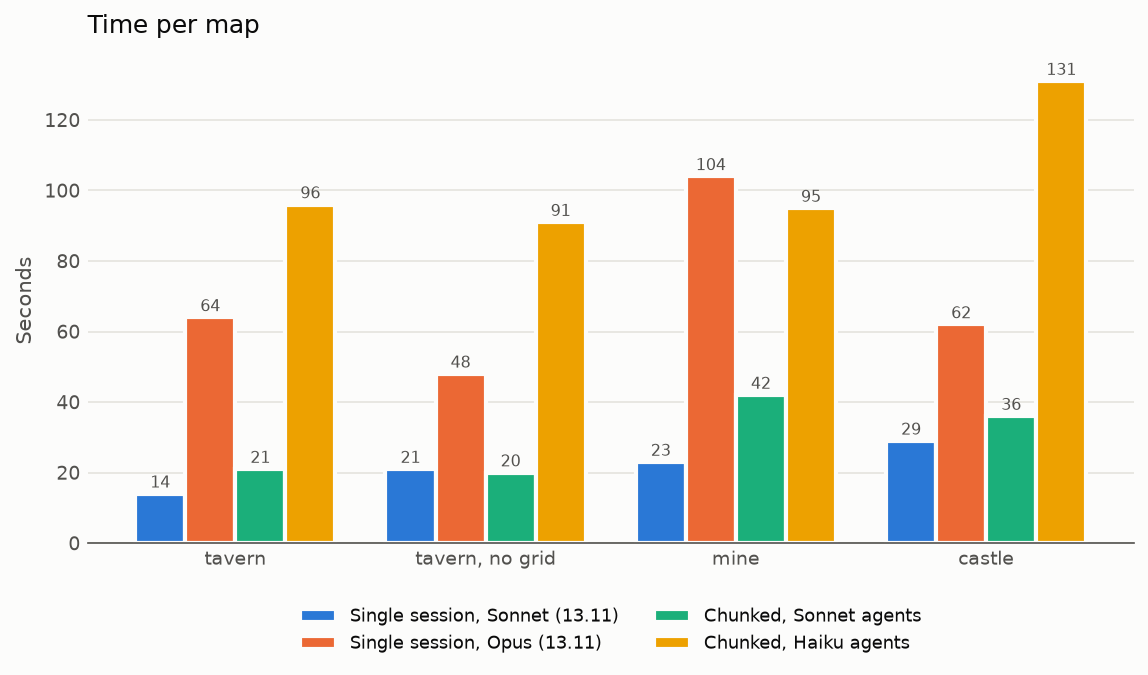 Time per map
131
120
104
100
96
95
91
80
Seconds
64
62
60
48
42
40
36
29
23
21
21
20
20
14
0
tavern
tavern, no grid
mine
castle
Single session, Sonnet (13.11)
Chunked, Sonnet agents
Single session, Opus (13.11)
Chunked, Haiku agents